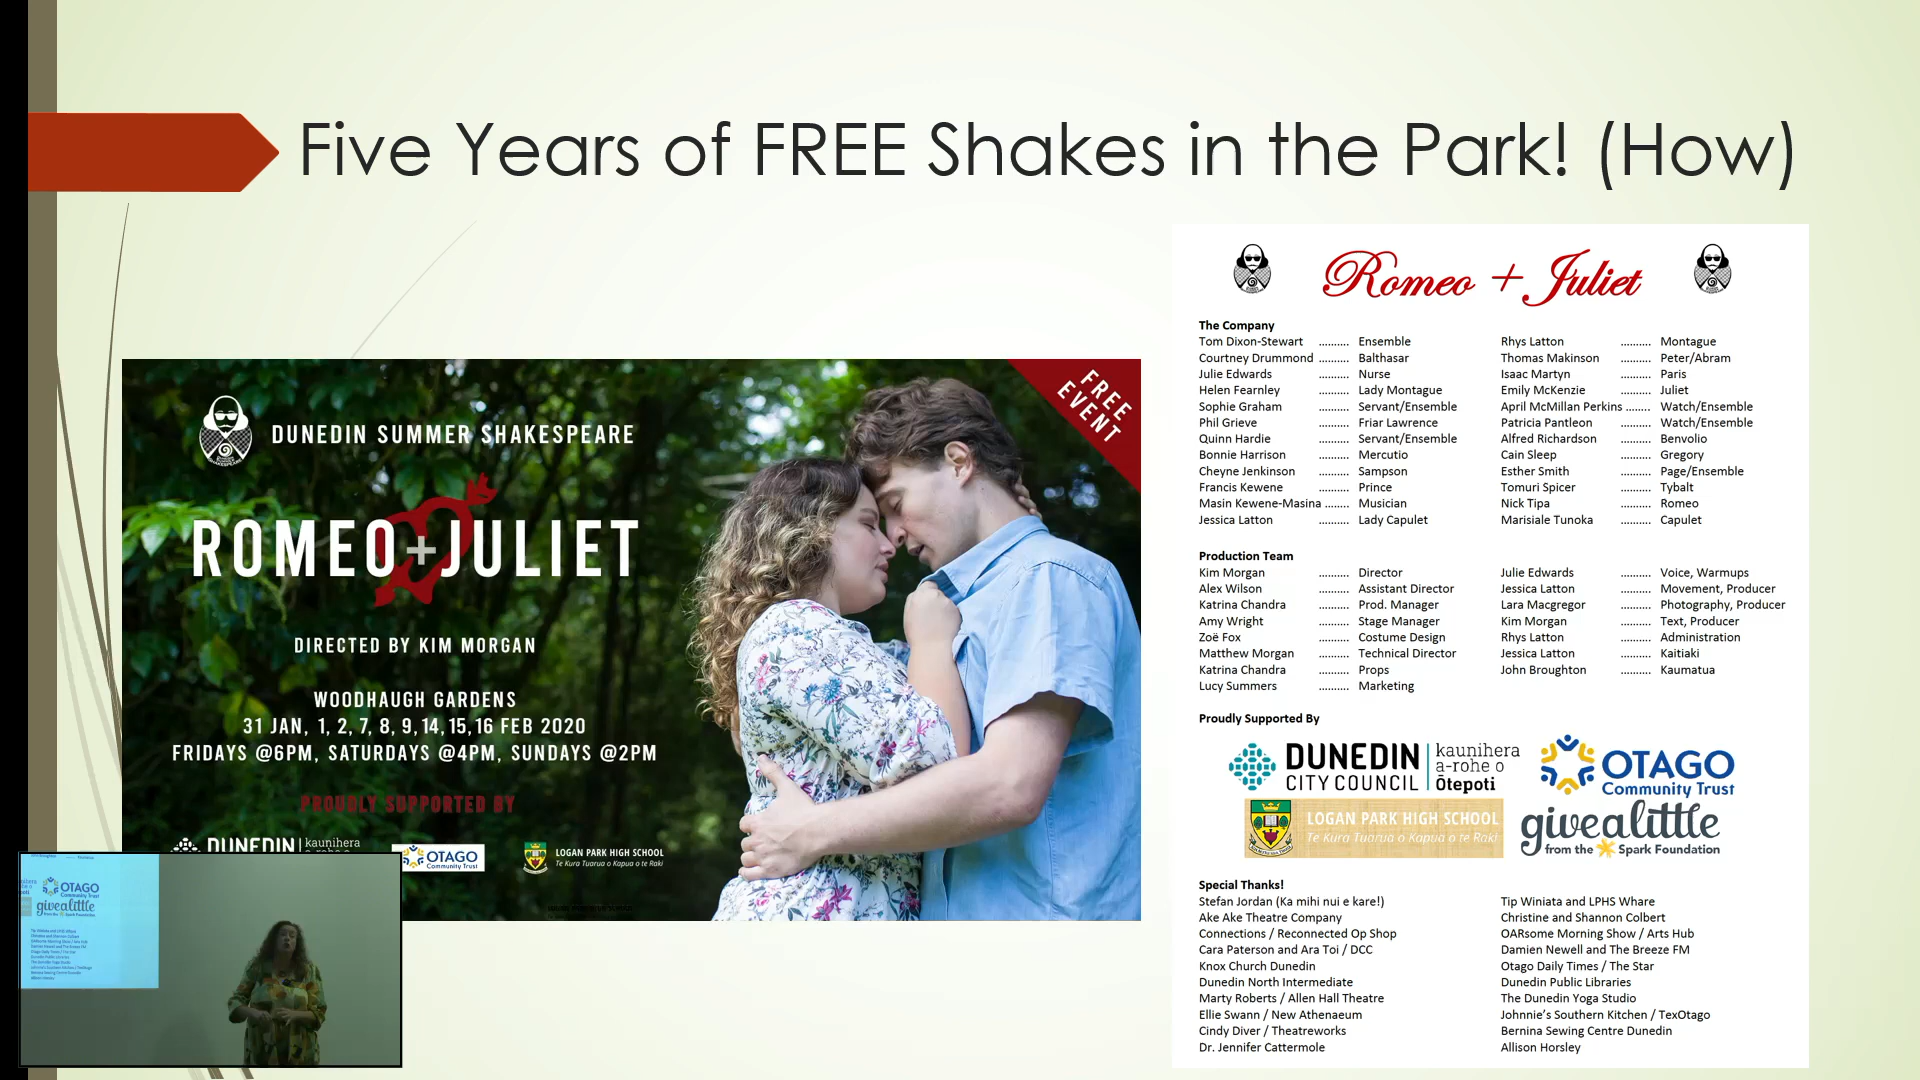 Five Years of FREE Shakes in the Park! (How)
FREE
EVENT
DUNEDIN SUMMER SHAKESPEARE
ROMEO+JULIET
DIRECTED BY KIM MORGAN
WOODHAUGH GARDENS
31 JAN, 1, 2, 7, 8, 9, 14, 15, 16 FEB 2020
FRIDAYS @6PM, SATURDAYS @4PM, SUNDAYS @2PM
PROUDLY SUPPORTED BY
DUNEDIN kaunihera
a-rohe o
OTAGO
Community Trust
LOGAN PARK HIGH SCHOOL
Te Kura Tuarua o Kapua o te Raki
Romeo + Juliet
The Company
Tom Dixon-Stewart .......... Ensemble Rhys Latton .......... Montague
Courtney Drummond .......... Balthasar Thomas Makinson .......... Peter/Abram
Julie Edwards .......... Nurse Isaac Martyn .......... Paris
Helen Fearnley .......... Lady Montague Emily McKenzie .......... Juliet
Sophie Graham .......... Servant/Ensemble April McMillan Perkins ........ Watch/Ensemble
Phil Grieve .......... Friar Lawrence Patricia Pantleon .......... Watch/Ensemble
Quinn Hardie .......... Servant/Ensemble Alfred Richardson .......... Benvolio
Bonnie Harrison .......... Mercutio Cain Sleep .......... Gregory
Cheyne Jenkinson .......... Sampson Esther Smith .......... Page/Ensemble
Francis Kewene .......... Prince Tomuri Spicer .......... Tybalt
Masin Kewene-Masina ........ Musician Nick Tipa .......... Romeo
Jessica Latton .......... Lady Capulet Marisiale Tunoka .......... Capulet
Production Team
Kim Morgan .......... Director Julie Edwards .......... Voice, Warmups
Alex Wilson .......... Assistant Director Jessica Latton .......... Movement, Producer
Katrina Chandra .......... Prod. Manager Lara Macgregor .......... Photography, Producer
Amy Wright .......... Stage Manager Kim Morgan .......... Text, Producer
Zoë Fox .......... Costume Design Rhys Latton .......... Administration
Matthew Morgan .......... Technical Director Jessica Latton .......... Kaitiaki
Katrina Chandra .......... Props John Broughton .......... Kaumatua
Lucy Summers .......... Marketing
Proudly Supported By
DUNEDIN kaunihera
CITY COUNCIL a-rohe o
Ōtepoti
OTAGO
Community Trust
LOGAN PARK HIGH SCHOOL
Te Kura Tuarua o Kapua o te Raki
givealittle
from the Spark Foundation
Special Thanks!
Stefan Jordan (Ka mihi nui e kare!) Tip Winiata and LPHS Whare
Ake Ake Theatre Company Christine and Shannon Colbert
Connections / Reconnected Op Shop OARsome Morning Show / Arts Hub
Cara Paterson and Ara Toi / DCC Damien Newell and The Breeze FM
Knox Church Dunedin Otago Daily Times / The Star
Dunedin North Intermediate Dunedin Public Libraries
Marty Roberts / Allen Hall Theatre The Dunedin Yoga Studio
Ellie Swann / New Athenaeum Johnnie's Southern Kitchen / TexOtago
Cindy Diver / Theatreworks Bernina Sewing Centre Dunedin
Dr. Jennifer Cattermole Allison Horsley
OTAGO
Community Trust
givealittle
from the Spark Foundation